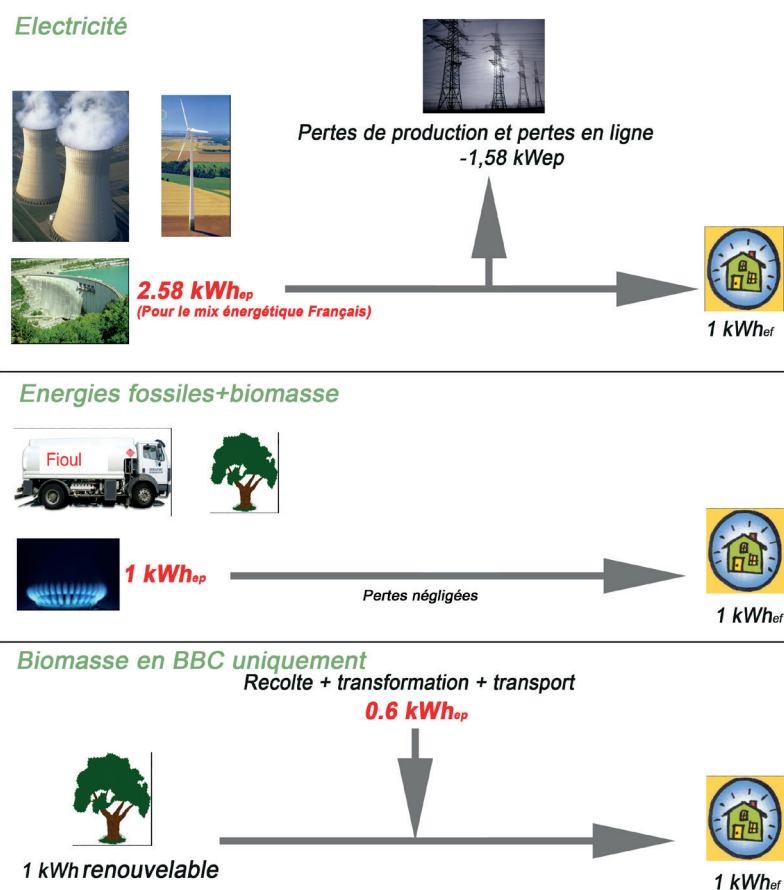 Electricité
Pertes de production et pertes en ligne
-1,58 kWep
2.58 kWhep
(Pour le mix énergétique Français)
1 kWhef
Energies fossiles+biomasse
Fioul
1 kWhep
Pertes négligées
1 kWhef
Biomasse en BBC uniquement
Recolte + transformation + transport
0.6 kWhep
1 kWh renouvelable
1 kWhef